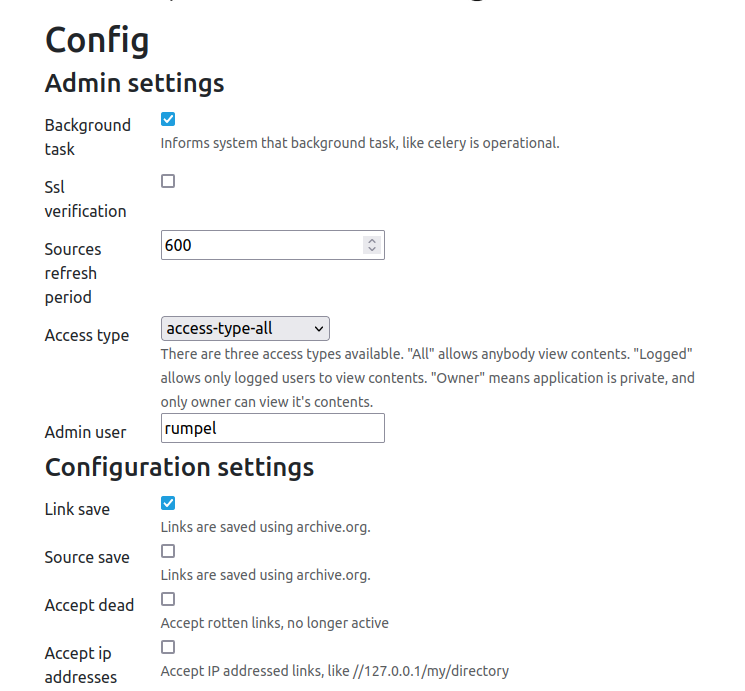 Config
Admin settings
Background
task
Informs system that background task, like celery is operational.
Ssl
verification
Sources
refresh
period
600
Access type
access-type-all
There are three access types available. "All" allows anybody view contents. "Logged"
allows only logged users to view contents. "Owner" means application is private, and
only owner can view it's contents.
Admin user
rumpel
Configuration settings
Link save
Links are saved using archive.org.
Source save
Links are saved using archive.org.
Accept dead
Accept rotten links, no longer active
Accept ip
addresses
Accept IP addressed links, like //127.0.0.1/my/directory